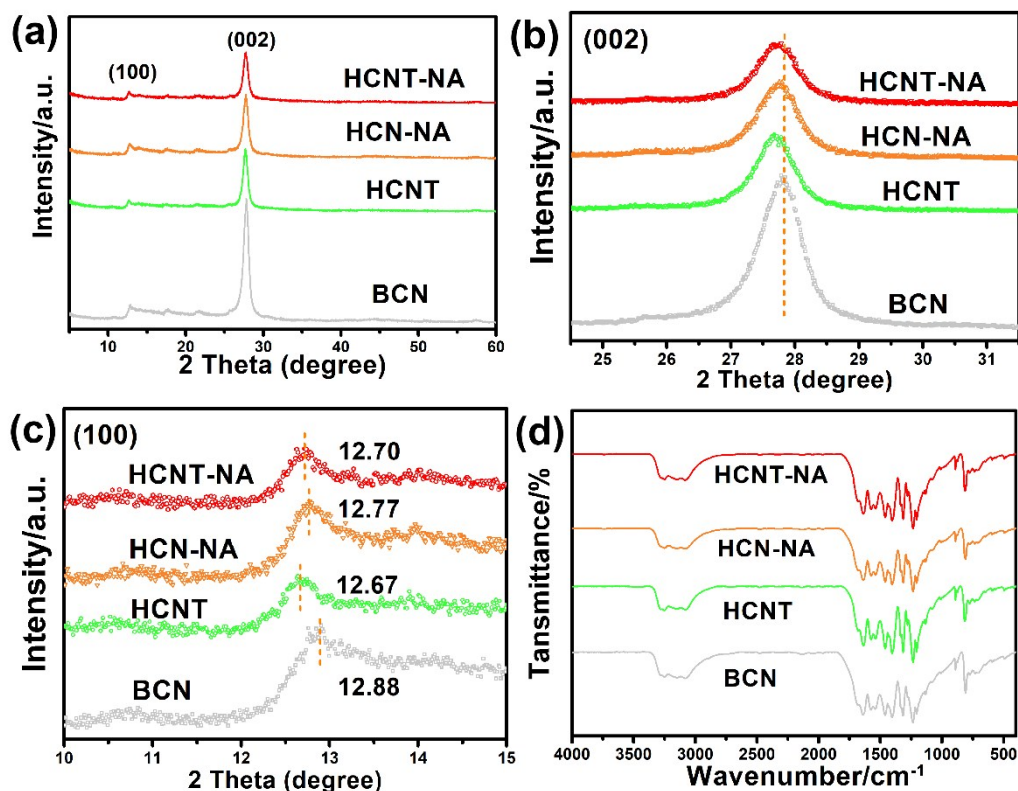 (a)
(100)
(002)
HCNT-NA
HCN-NA
HCNT
BCN
Intensity/a.u.
10 20 30 40 50 60
2 Theta (degree)
(b)
(002)
HCNT-NA
HCN-NA
HCNT
BCN
Intensity/a.u.
25 26 27 28 29 30 31
2 Theta (degree)
(c)
(100)
HCNT-NA
12.70
HCN-NA
12.77
HCNT
12.67
BCN
12.88
Intensity/a.u.
10 11 12 13 14 15
2 Theta (degree)
(d)
HCNT-NA
HCN-NA
HCNT
BCN
Tansmittance/%
4000 3500 3000 2500 2000 1500 1000 500
Wavenumber/cm⁻¹